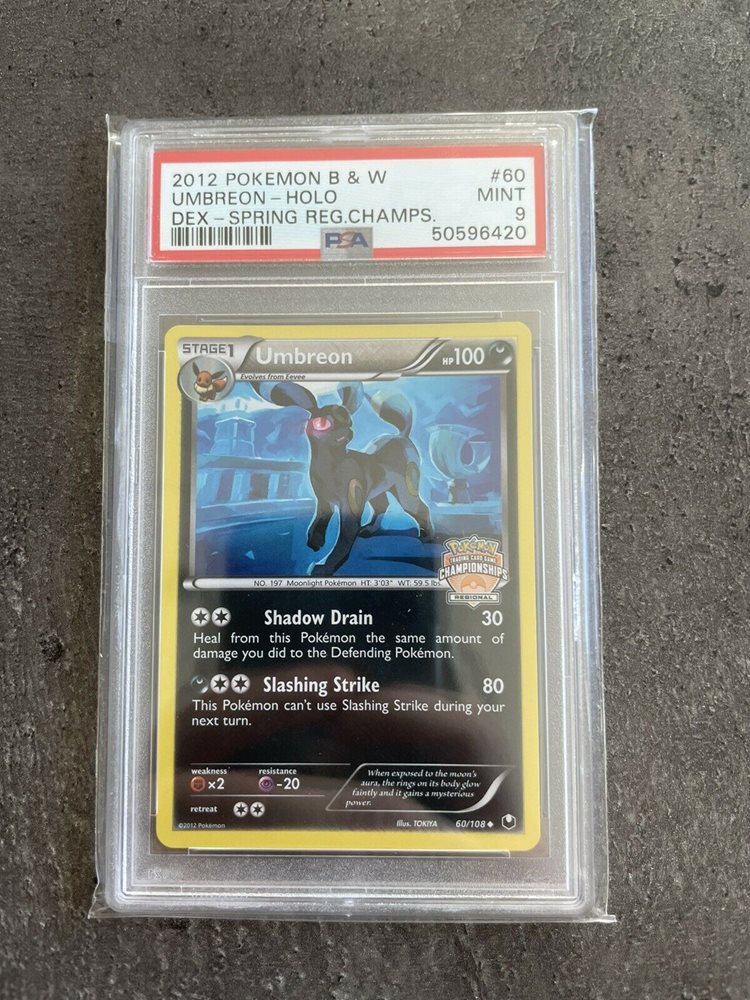 2012 POKEMON B & W #60
UMBREON - HOLO MINT
DEX - SPRING REG.CHAMPS. 9
PSA 50596420
STAGE1 Umbreon HP100
Evolves from Eevee
POKéMON
TRADING CARD GAME
CHAMPIONSHIPS
REGIONAL
NO. 197 Moonlight Pokémon HT: 3'03" WT: 59.5 lbs.
Shadow Drain 30
Heal from this Pokémon the same amount of
damage you did to the Defending Pokémon.
Slashing Strike 80
This Pokémon can't use Slashing Strike during your
next turn.
weakness resistance
×2 -20
retreat
When exposed to the moon's
aura, the rings on its body glow
faintly and it gains a mysterious
power.
©2012 Pokémon Illus. TOKIYA 60/108